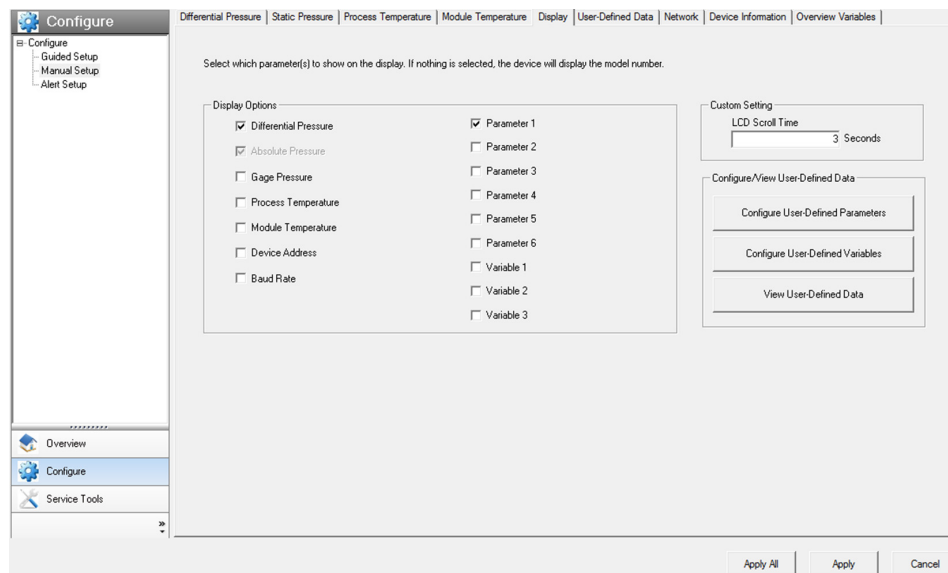 Configure
Configure
Guided Setup
Manual Setup
Alert Setup
Overview
Configure
Service Tools
Differential Pressure
Static Pressure
Process Temperature
Module Temperature
Display
User-Defined Data
Network
Device Information
Overview Variables
Select which parameter(s) to show on the display. If nothing is selected, the device will display the model number.
Display Options
Differential Pressure
Absolute Pressure
Gage Pressure
Process Temperature
Module Temperature
Device Address
Baud Rate
Parameter 1
Parameter 2
Parameter 3
Parameter 4
Parameter 5
Parameter 6
Variable 1
Variable 2
Variable 3
Custom Setting
LCD Scroll Time
3 Seconds
Configure/View User-Defined Data
Configure User-Defined Parameters
Configure User-Defined Variables
View User-Defined Data
Apply All
Apply
Cancel